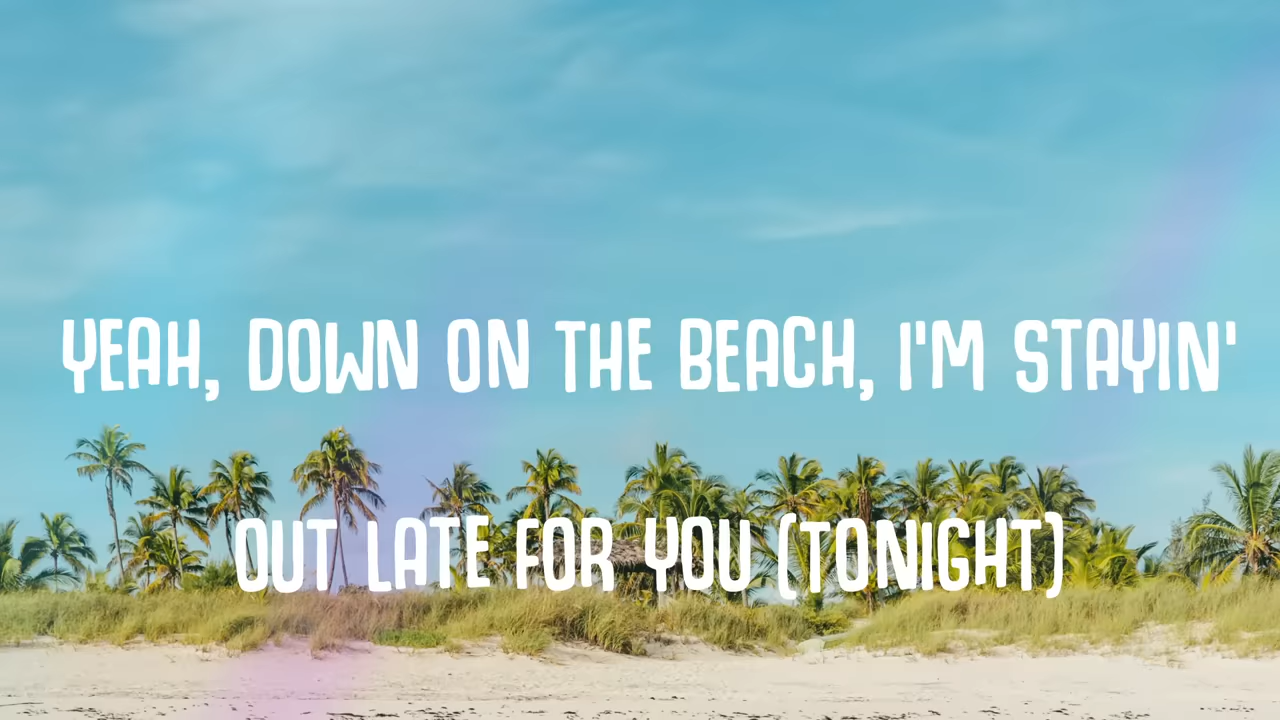 YEAH, DOWN ON THE BEACH, I'M STAYIN'
OUT LATE FOR YOU (TONIGHT)